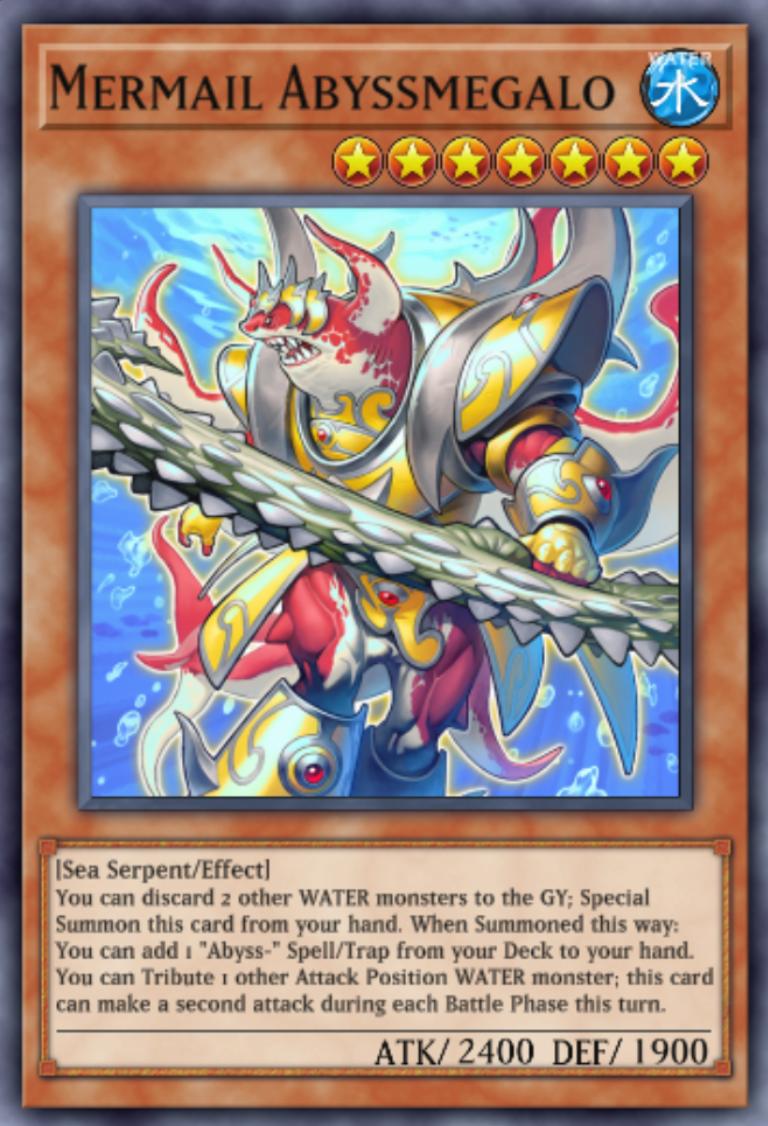 MERMAIL ABYSSMEGALO
WATER
水
[Sea Serpent/Effect]
You can discard 2 other WATER monsters to the GY; Special
Summon this card from your hand. When Summoned this way:
You can add 1 "Abyss-" Spell/Trap from your Deck to your hand.
You can Tribute 1 other Attack Position WATER monster; this card
can make a second attack during each Battle Phase this turn.
ATK/ 2400 DEF/ 1900